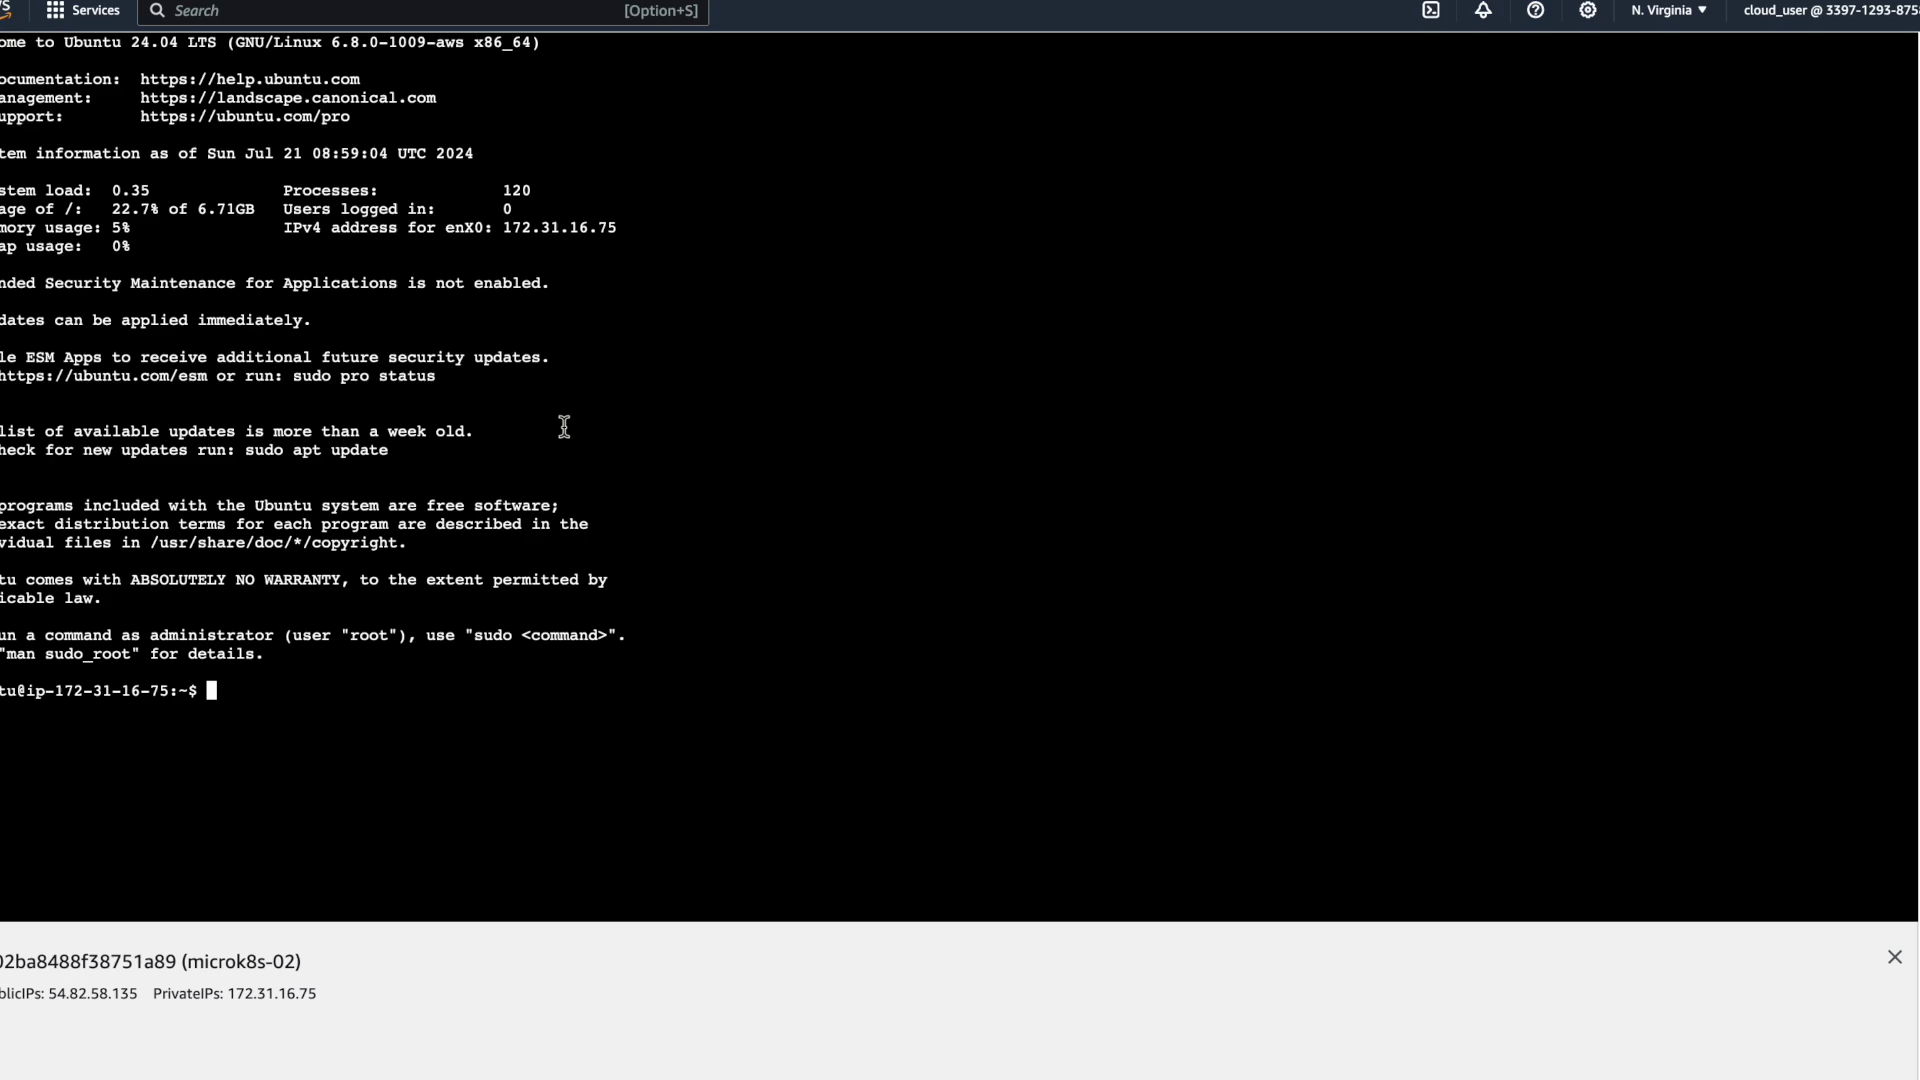 Services Search [Option+S] N. Virginia ▼ cloud_user @ 3397-1293-875
ome to Ubuntu 24.04 LTS (GNU/Linux 6.8.0-1009-aws x86_64)
ocumentation: https://help.ubuntu.com
anagement: https://landscape.canonical.com
upport: https://ubuntu.com/pro
tem information as of Sun Jul 21 08:59:04 UTC 2024
stem load: 0.35 Processes: 120
age of /: 22.7% of 6.71GB Users logged in: 0
mory usage: 5% IPv4 address for enX0: 172.31.16.75
ap usage: 0%
nded Security Maintenance for Applications is not enabled.
dates can be applied immediately.
le ESM Apps to receive additional future security updates.
https://ubuntu.com/esm or run: sudo pro status
list of available updates is more than a week old.
heck for new updates run: sudo apt update
programs included with the Ubuntu system are free software;
exact distribution terms for each program are described in the
vidual files in /usr/share/doc/*/copyright.
tu comes with ABSOLUTELY NO WARRANTY, to the extent permitted by
icable law.
un a command as administrator (user "root"), use "sudo <command>".
"man sudo_root" for details.
tu@ip-172-31-16-75:~$
02ba8488f38751a89 (microk8s-02)
blicIPs: 54.82.58.135 PrivateIPs: 172.31.16.75